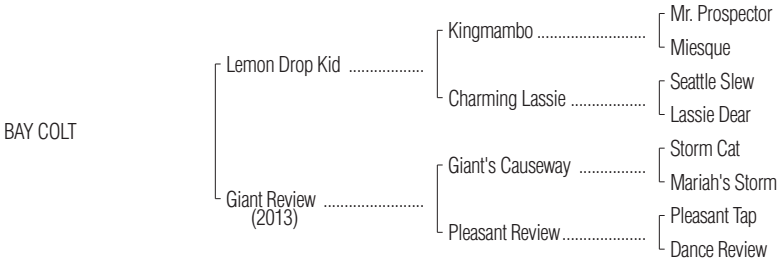 Mr. Prospector
Kingmambo ..........................
Miesque
Lemon Drop Kid ..................
Seattle Slew
Charming Lassie ..................
Lassie Dear
BAY COLT
Storm Cat
Giant's Causeway ................
Mariah's Storm
Giant Review ........................
(2013)
Pleasant Tap
Pleasant Review....................
Dance Review